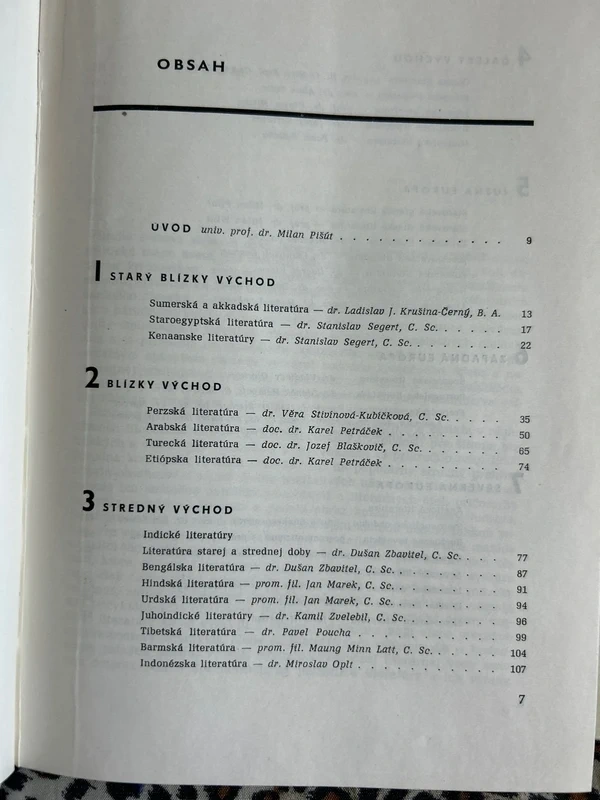 OBSAH
ÚVOD univ. prof. dr. Milan Pišút . . . . . . . . . . . . . 9
1 STARÝ BLÍZKY VÝCHOD
Sumerská a akkadská literatúra — dr. Ladislav J. Krušina-Černý, B. A. 13
Staroegyptská literatúra — dr. Stanislav Segert, C. Sc. . . . . . 17
Kenaanske literatúry — dr. Stanislav Segert, C. Sc. . . . . . . . 22
2 BLÍZKY VÝCHOD
Perzská literatúra — dr. Věra Stivínová-Kubíčková, C. Sc. . . . . 35
Arabská literatúra — doc. dr. Karel Petráček . . . . . . . . . 50
Turecká literatúra — doc. dr. Jozef Blaškovič, C. Sc. . . . . . . 65
Etiópska literatúra — doc. dr. Karel Petráček . . . . . . . . . 74
3 STREDNÝ VÝCHOD
Indické literatúry
Literatúra starej a strednej doby — dr. Dušan Zbavitel, C. Sc. . . . 77
Bengálska literatúra — dr. Dušan Zbavitel, C. Sc. . . . . . . . . 87
Hindská literatúra — prom. fil. Jan Marek, C. Sc. . . . . . . . . 91
Urdská literatúra — prom. fil. Jan Marek, C. Sc. . . . . . . . . 94
Juhoindické literatúry — dr. Kamil Zvelebil, C. Sc. . . . . . . . 96
Tibetská literatúra — dr. Pavel Poucha . . . . . . . . . . . 99
Barmská literatúra — prom. fil. Maung Minn Latt, C. Sc. . . . . . 104
Indonézska literatúra — dr. Miroslav Oplt . . . . . . . . . . . 107
7